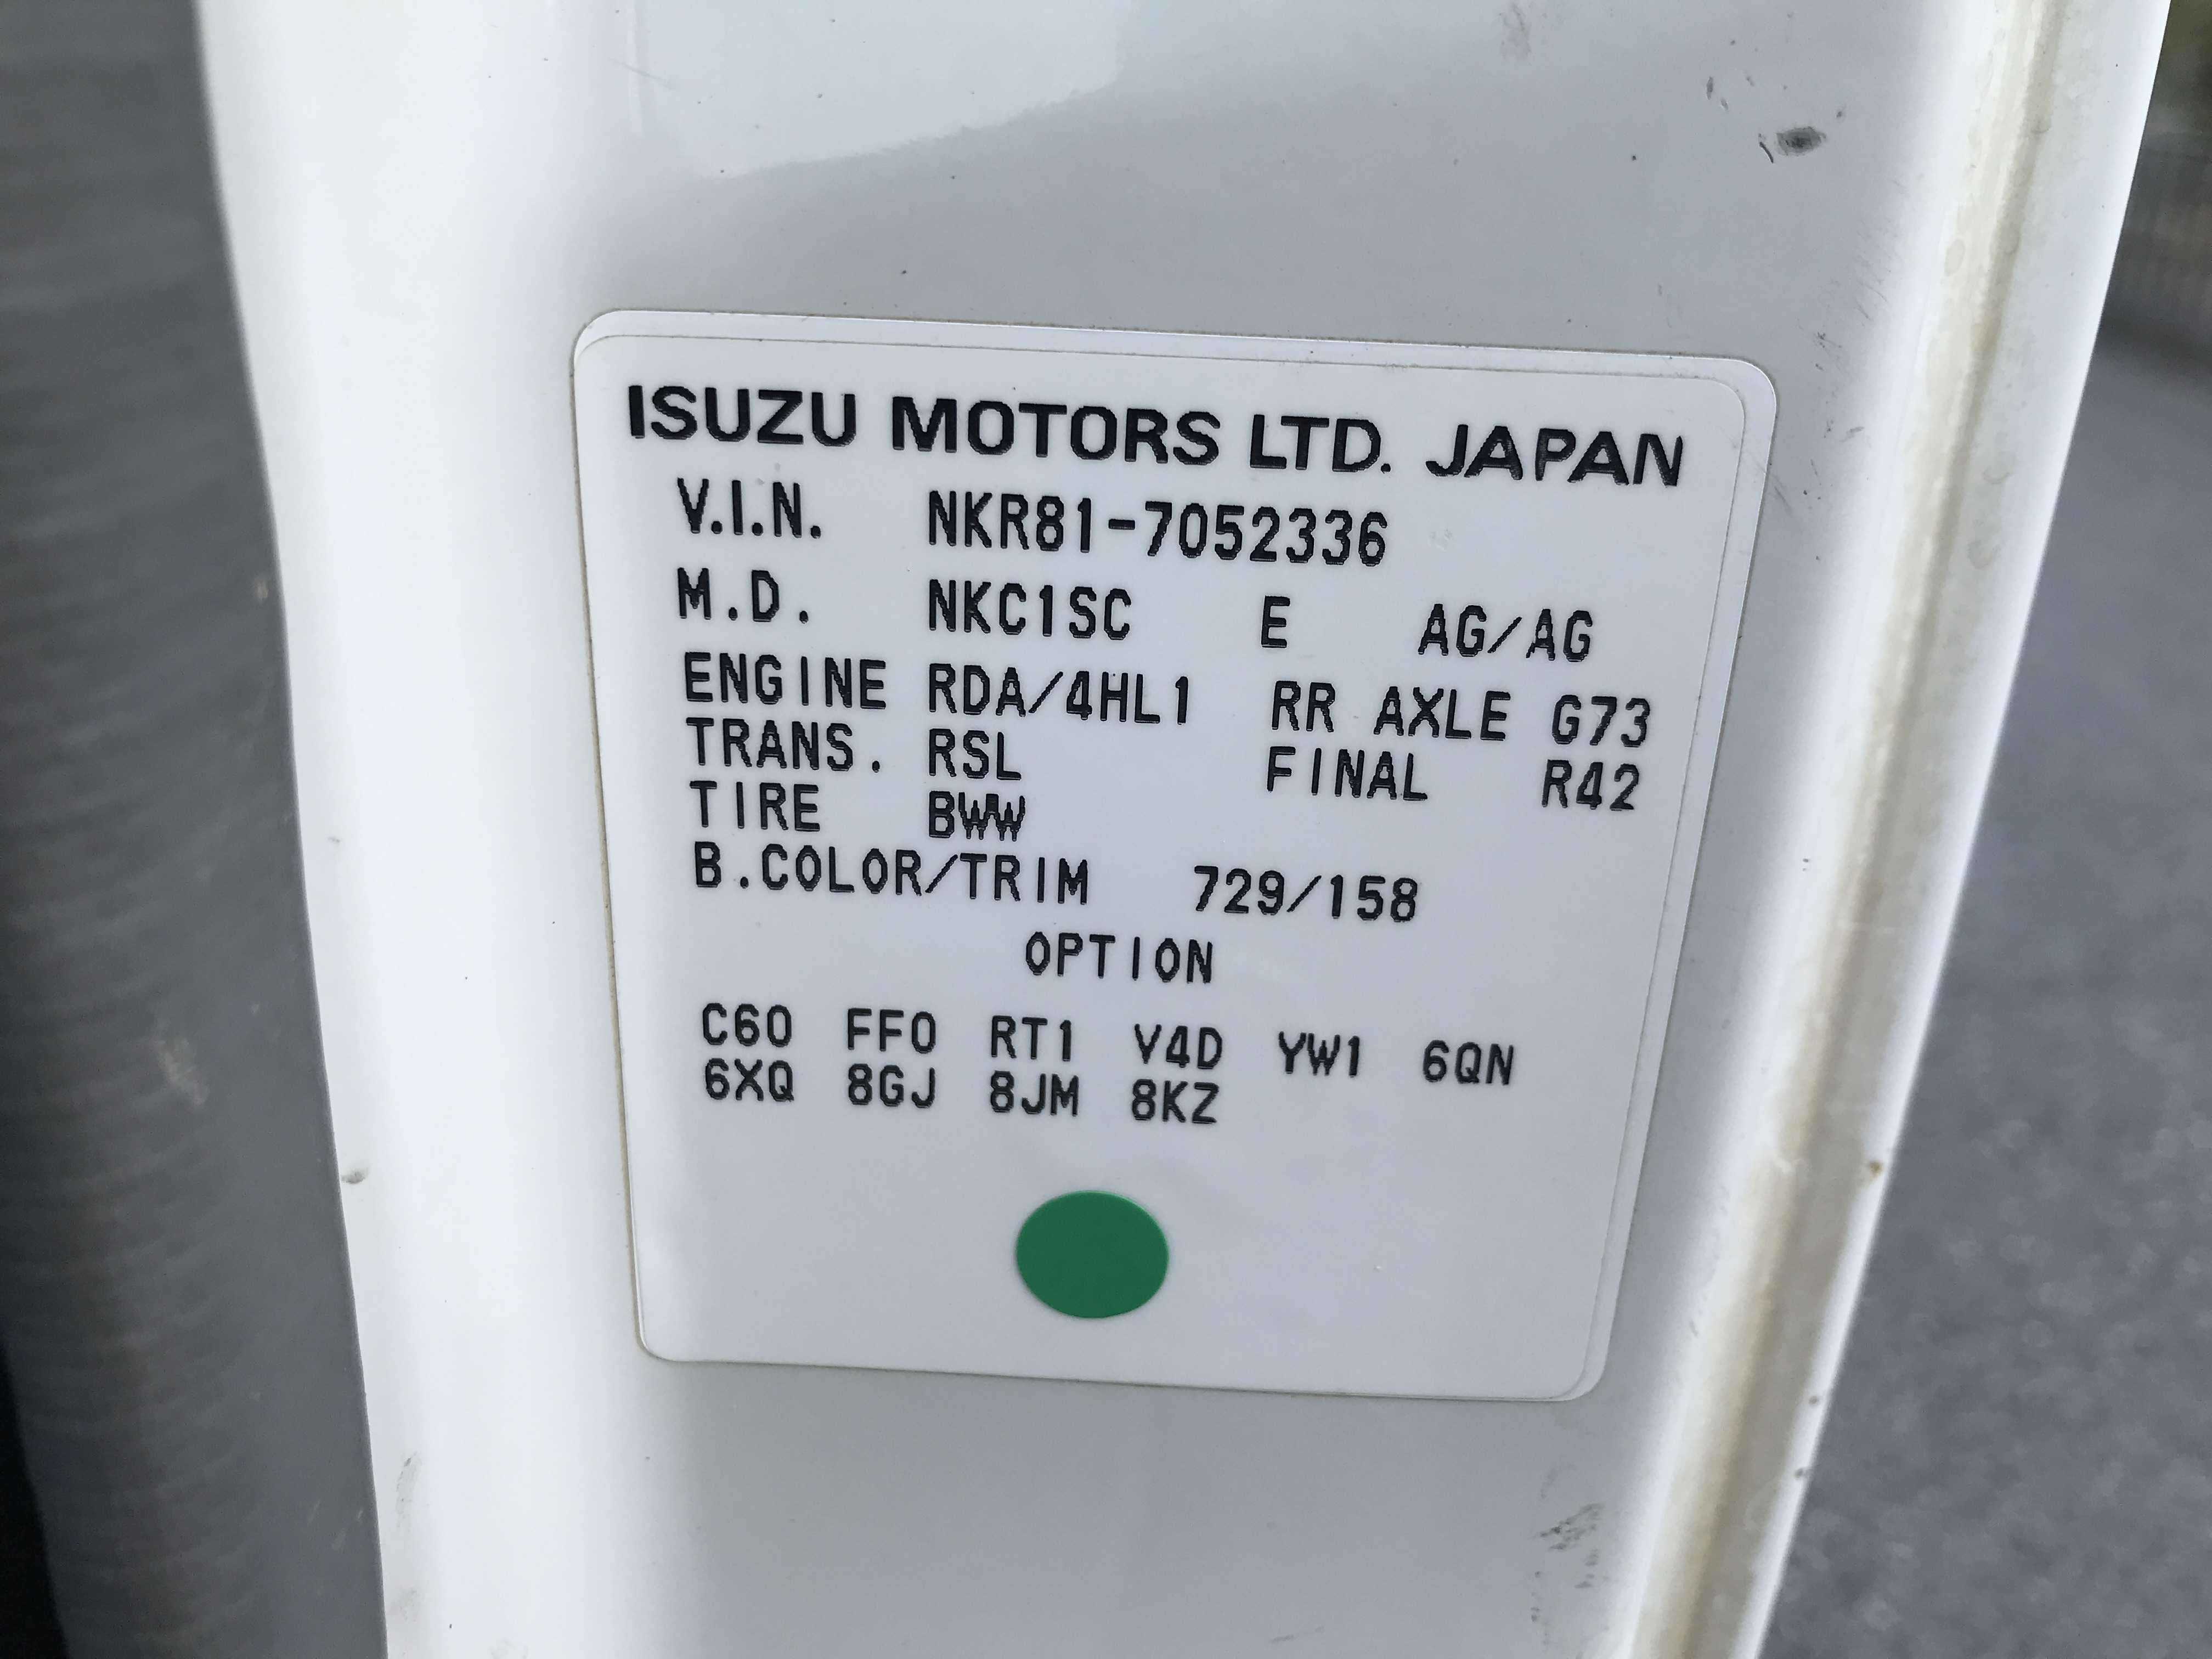 ISUZU MOTORS LTD. JAPAN
V.I.N. NKR81-7052336
M.D. NKC1SC E AG/AG
ENGINE RDA/4HL1 RR AXLE G73
TRANS. RSL FINAL R42
TIRE BWW
B.COLOR/TRIM 729/158
OPTION
C60 FF0 RT1 V4D YW1 6QN
6XQ 8GJ 8JM 8KZ